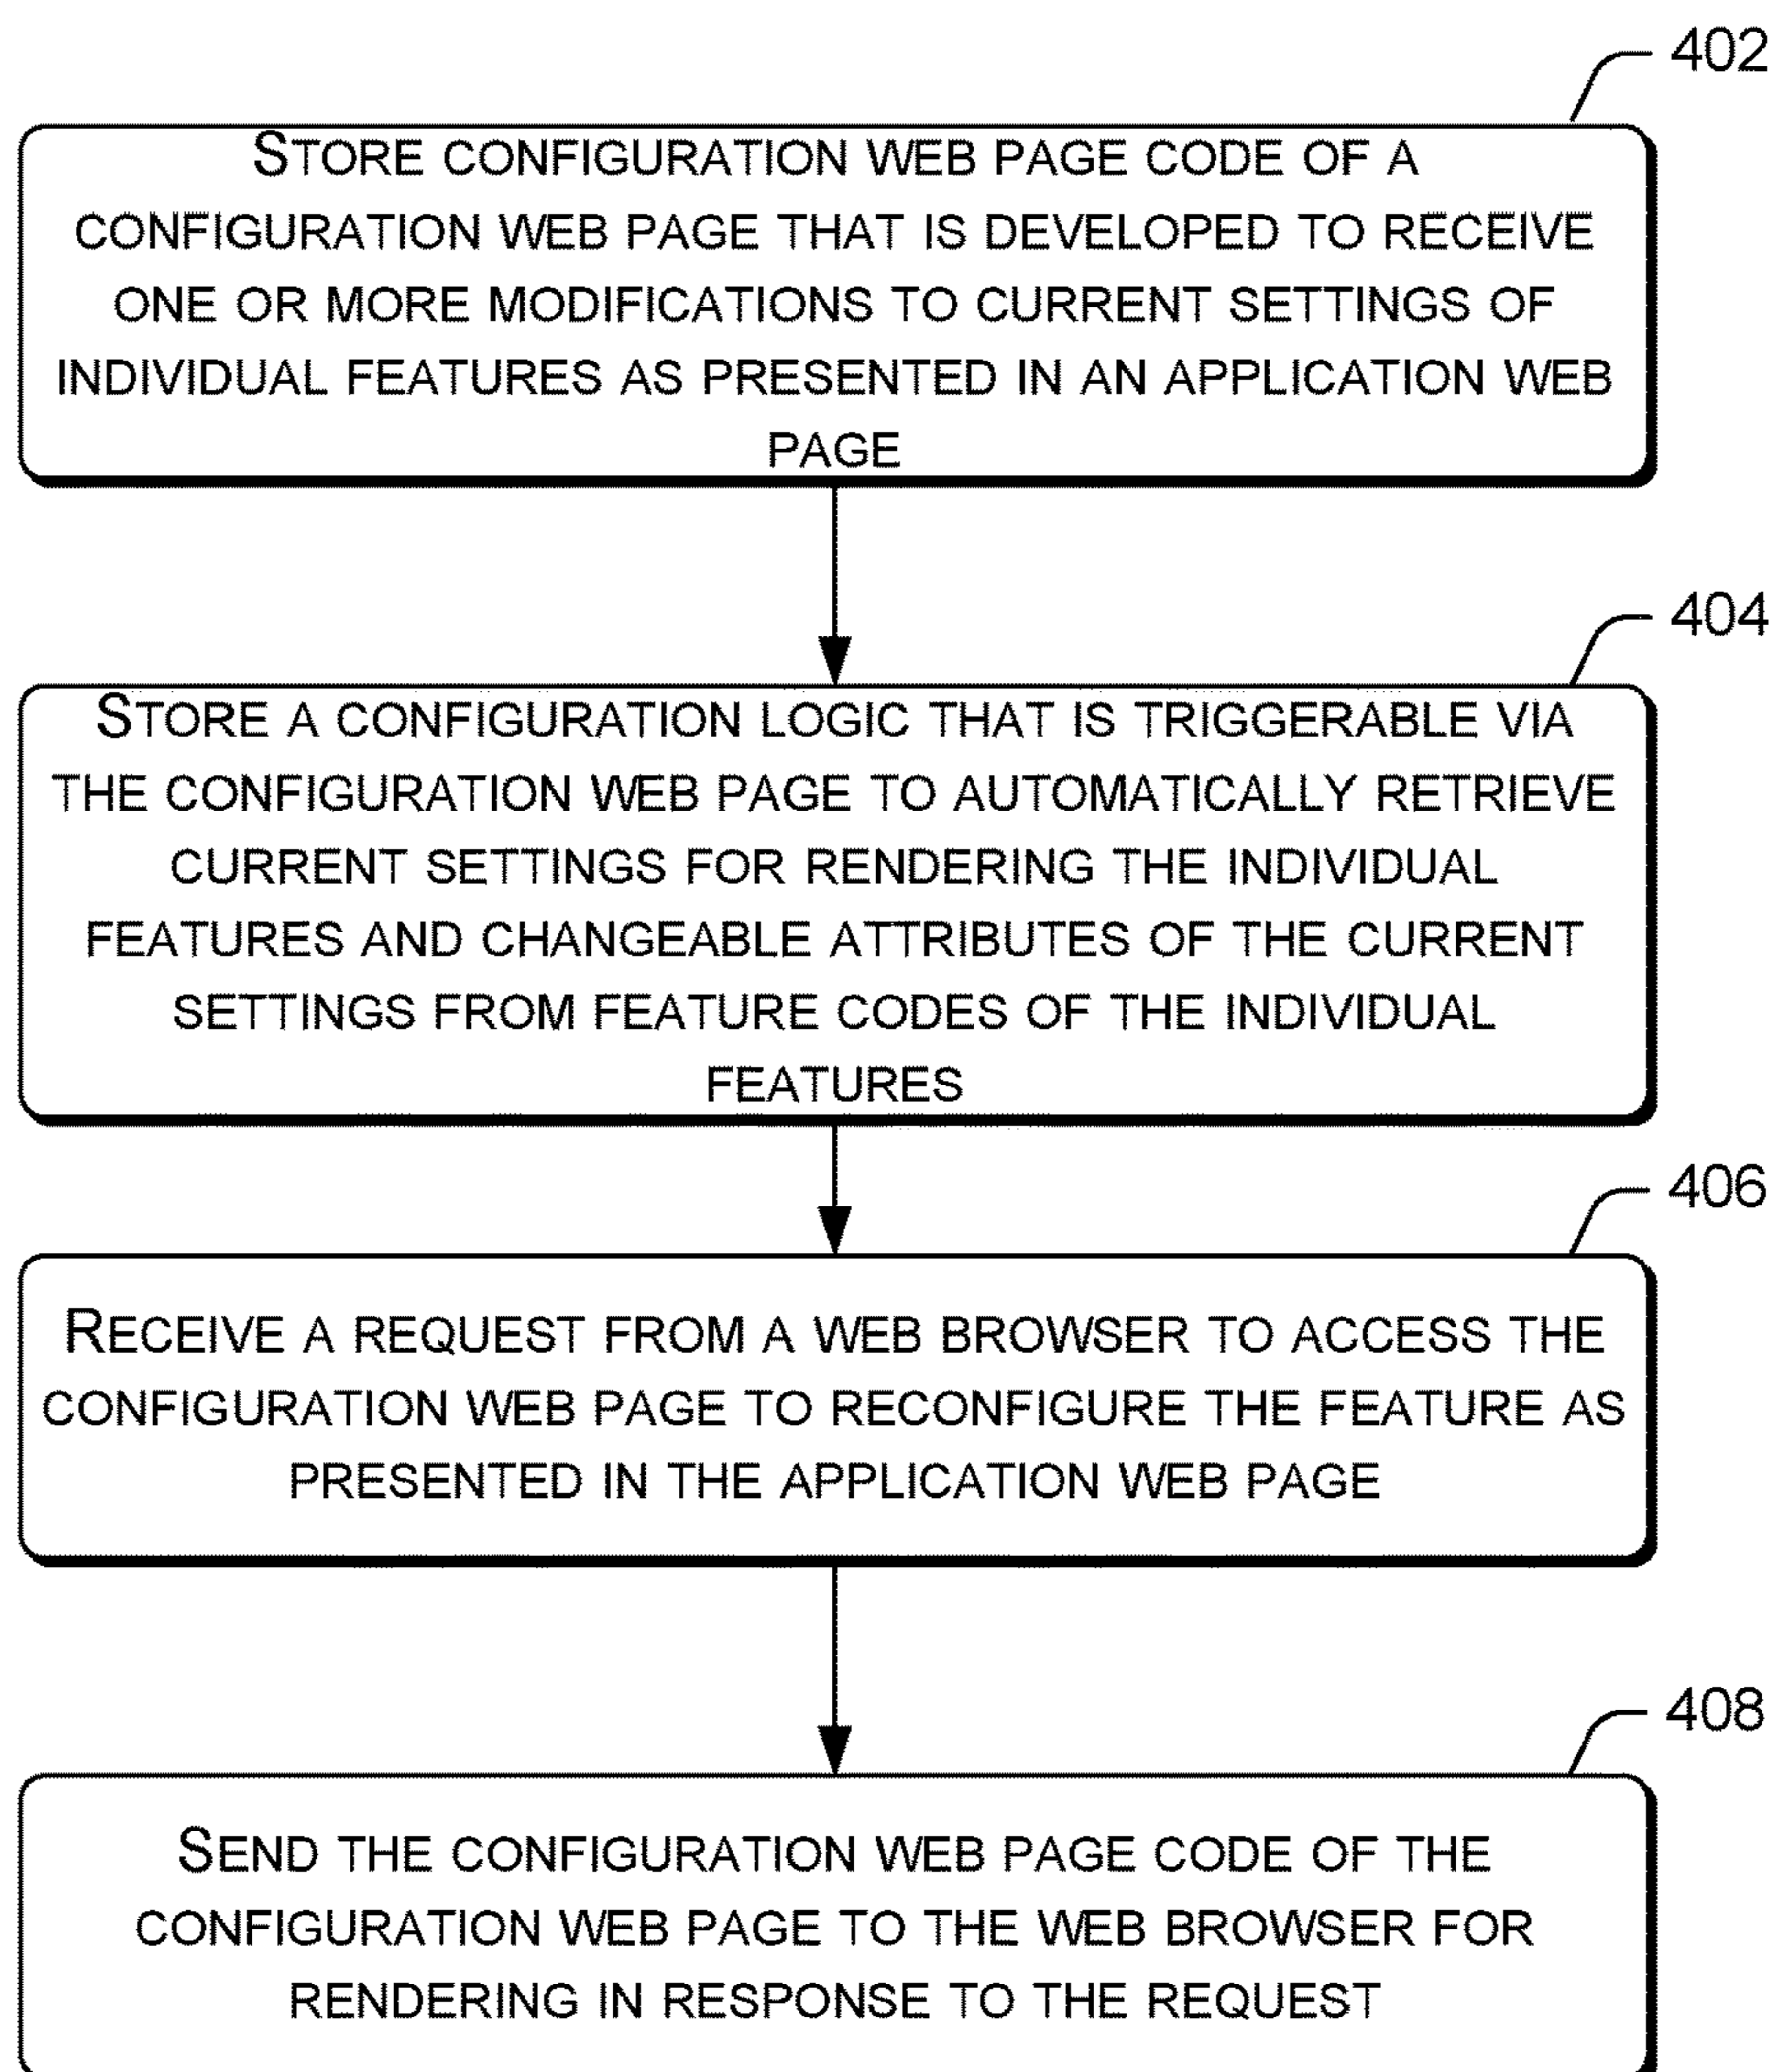 402
STORE CONFIGURATION WEB PAGE CODE OF A
CONFIGURATION WEB PAGE THAT IS DEVELOPED TO RECEIVE
ONE OR MORE MODIFICATIONS TO CURRENT SETTINGS OF
INDIVIDUAL FEATURES AS PRESENTED IN AN APPLICATION WEB
PAGE
404
STORE A CONFIGURATION LOGIC THAT IS TRIGGERABLE VIA
THE CONFIGURATION WEB PAGE TO AUTOMATICALLY RETRIEVE
CURRENT SETTINGS FOR RENDERING THE INDIVIDUAL
FEATURES AND CHANGEABLE ATTRIBUTES OF THE CURRENT
SETTINGS FROM FEATURE CODES OF THE INDIVIDUAL
FEATURES
406
RECEIVE A REQUEST FROM A WEB BROWSER TO ACCESS THE
CONFIGURATION WEB PAGE TO RECONFIGURE THE FEATURE AS
PRESENTED IN THE APPLICATION WEB PAGE
408
SEND THE CONFIGURATION WEB PAGE CODE OF THE
CONFIGURATION WEB PAGE TO THE WEB BROWSER FOR
RENDERING IN RESPONSE TO THE REQUEST